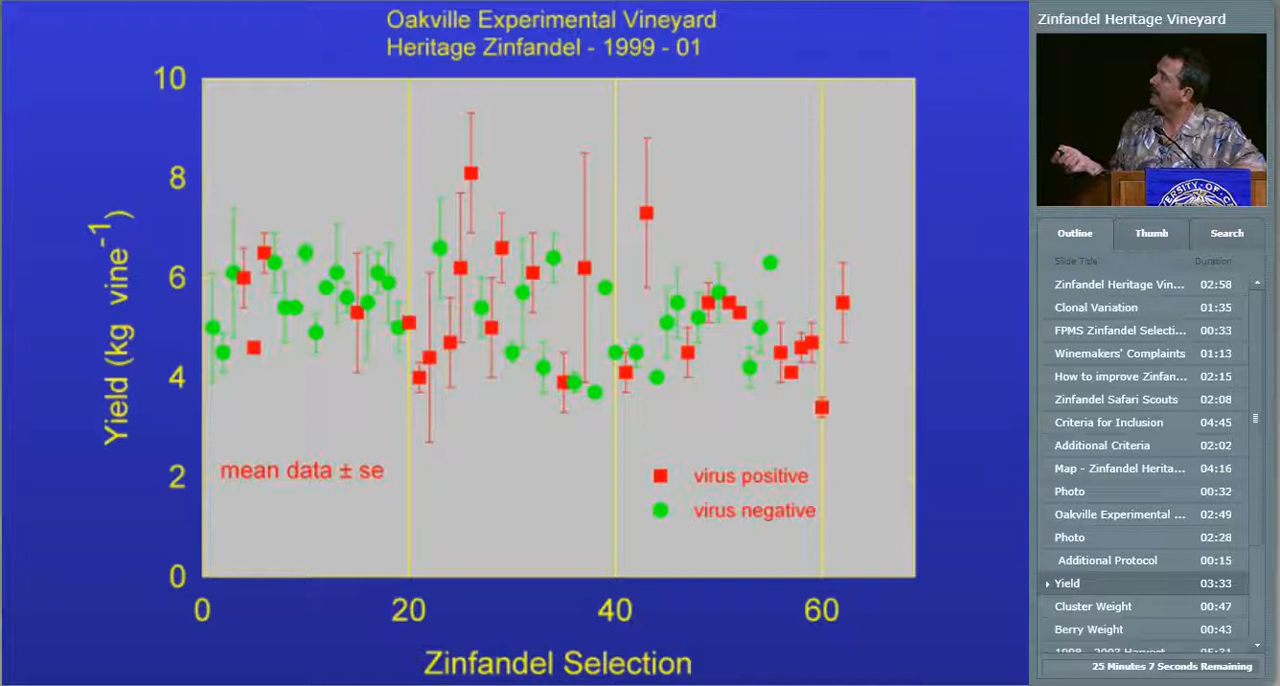 Oakville Experimental Vineyard
Heritage Zinfandel - 1999 - 01
10
8
6
4
2
0
Yield (kg vine-1)
mean data ± se
virus positive
virus negative
0 20 40 60
Zinfandel Selection
Zinfandel Heritage Vineyard
Outline Thumb Search
Slide Title Duration
Zinfandel Heritage Vin... 02:58
Clonal Variation 01:35
FPMS Zinfandel Selecti... 00:33
Winemakers' Complaints 01:13
How to improve Zinfan... 02:15
Zinfandel Safari Scouts 02:08
Criteria for Inclusion 04:45
Additional Criteria 02:02
Map - Zinfandel Herita... 04:16
Photo 00:32
Oakville Experimental ... 02:49
Photo 02:28
Additional Protocol 00:15
Yield 03:33
Cluster Weight 00:47
Berry Weight 00:43
25 Minutes 7 Seconds Remaining